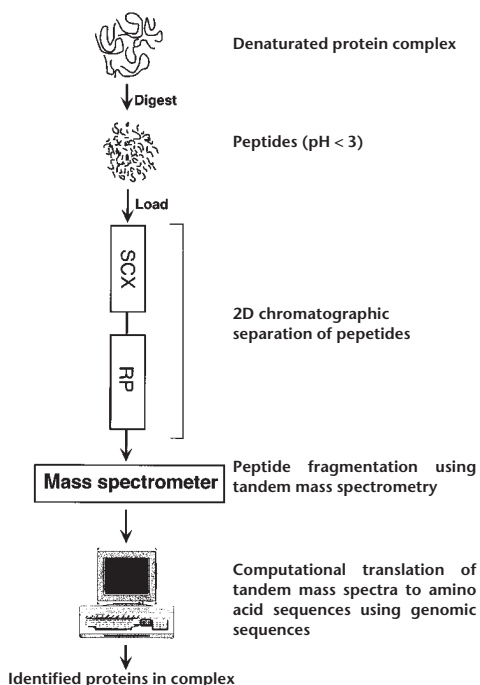 Denaturated protein complex
Digest
Peptides (pH < 3)
Load
SCX
RP
2D chromatographic
separation of pepetides
Mass spectrometer
Peptide fragmentation using
tandem mass spectrometry
Computational translation of
tandem mass spectra to amino
acid sequences using genomic
sequences
Identified proteins in complex